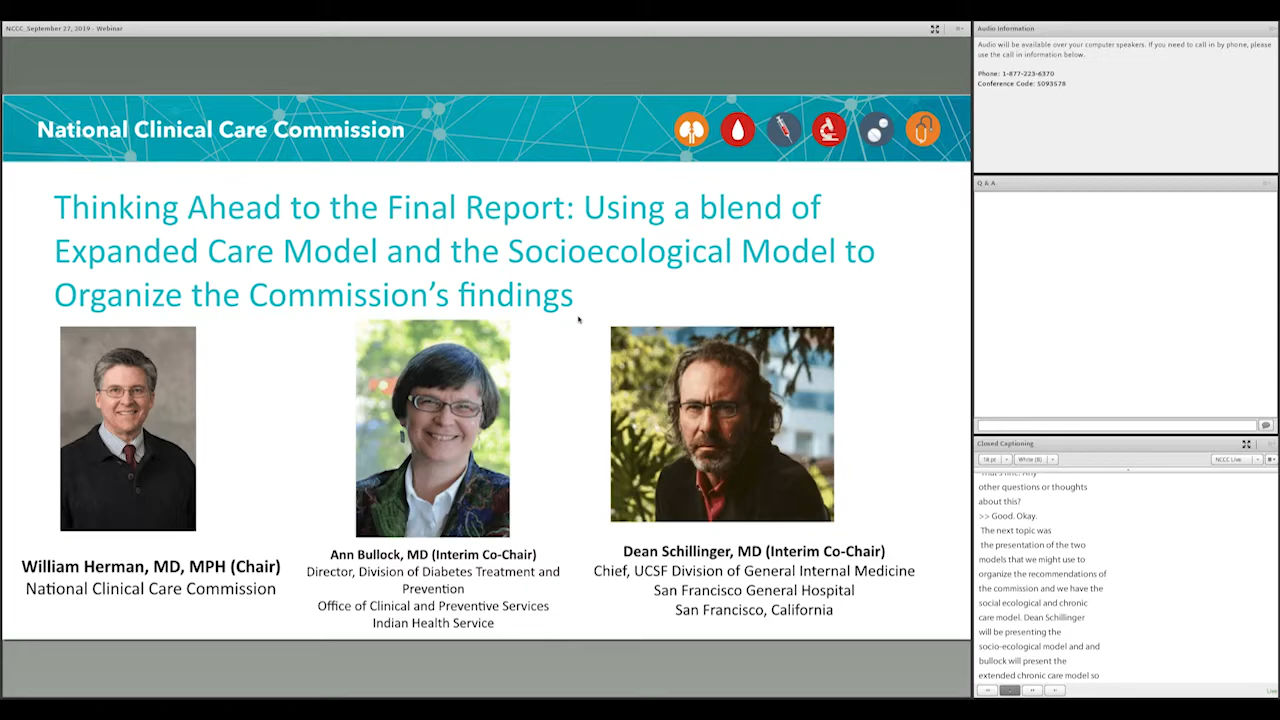 NCCC_September 27, 2019 - Webinar
National Clinical Care Commission
Thinking Ahead to the Final Report: Using a blend of
Expanded Care Model and the Socioecological Model to
Organize the Commission's findings
William Herman, MD, MPH (Chair)
National Clinical Care Commission
Ann Bullock, MD (Interim Co-Chair)
Director, Division of Diabetes Treatment and
Prevention
Office of Clinical and Preventive Services
Indian Health Service
Dean Schillinger, MD (Interim Co-Chair)
Chief, UCSF Division of General Internal Medicine
San Francisco General Hospital
San Francisco, California
Audio Information
Audio will be available over your computer speakers. If you need to call in by phone, please
use the call in information below.
Phone: 1-877-223-6370
Conference Code: 5093578
Q & A
Closed Captioning
18 pt
White (B)
NCCC Live
other questions or thoughts
about this?
>> Good. Okay.
The next topic was
the presentation of the two
models that we might use to
organize the recommendations of
the commission and we have the
social ecological and chronic
care model. Dean Schillinger
will be presenting the
socio-ecological model and and
bullock will present the
extended chronic care model so
Live